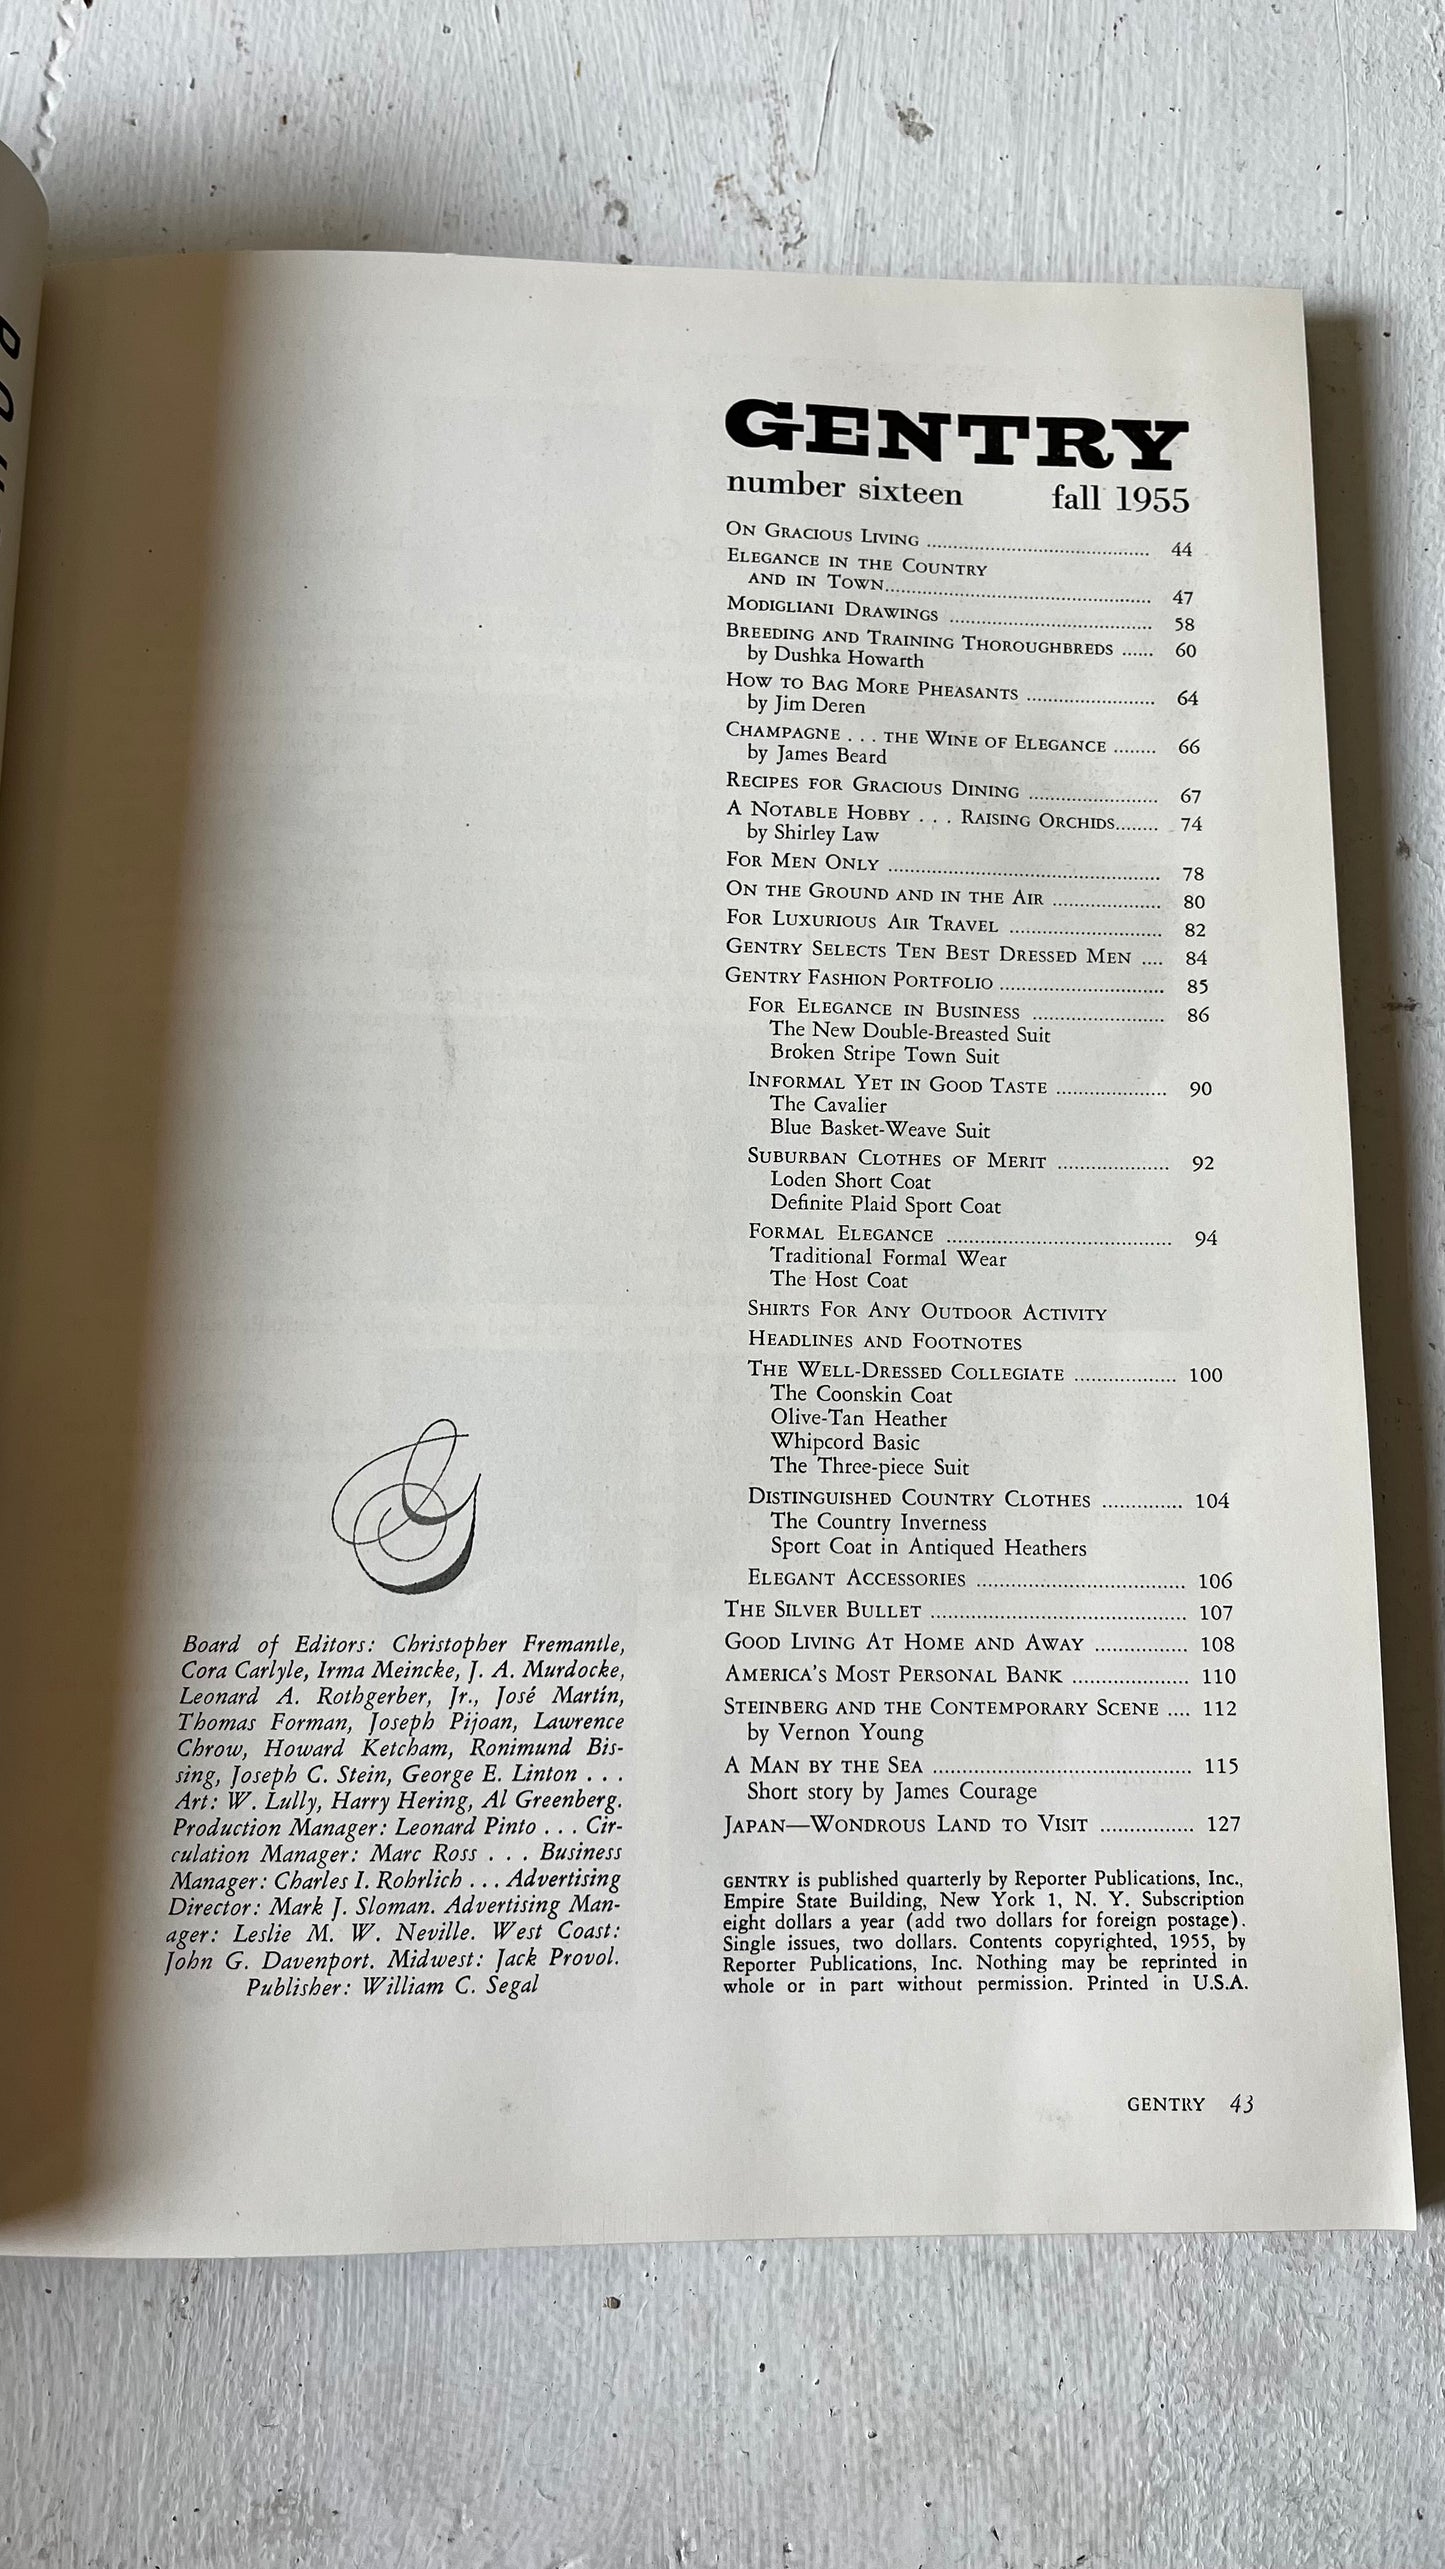 GENTRY
number sixteen fall 1955
On Gracious Living ........ 44
Elegance in the Country
and in Town........ 47
Modigliani Drawings ........ 58
Breeding and Training Thoroughbreds ...... 60
by Dushka Howarth
How to Bag More Pheasants ........ 64
by Jim Deren
Champagne . . . the Wine of Elegance ........ 66
by James Beard
Recipes for Gracious Dining ........ 67
A Notable Hobby . . . Raising Orchids........ 74
by Shirley Law
For Men Only ........ 78
On the Ground and in the Air ........ 80
For Luxurious Air Travel ........ 82
Gentry Selects Ten Best Dressed Men .... 84
Gentry Fashion Portfolio ........ 85
For Elegance in Business ........ 86
The New Double-Breasted Suit
Broken Stripe Town Suit
Informal Yet in Good Taste ........ 90
The Cavalier
Blue Basket-Weave Suit
Suburban Clothes of Merit ........ 92
Loden Short Coat
Definite Plaid Sport Coat
Formal Elegance ........ 94
Traditional Formal Wear
The Host Coat
Shirts For Any Outdoor Activity
Headlines and Footnotes
The Well-Dressed Collegiate ........ 100
The Coonskin Coat
Olive-Tan Heather
Whipcord Basic
The Three-piece Suit
Distinguished Country Clothes ........ 104
The Country Inverness
Sport Coat in Antiqued Heathers
Elegant Accessories ........ 106
The Silver Bullet ........ 107
Good Living At Home and Away ........ 108
America's Most Personal Bank ........ 110
Steinberg and the Contemporary Scene .... 112
by Vernon Young
A Man by the Sea ........ 115
Short story by James Courage
Japan—Wondrous Land to Visit ........ 127
G
Board of Editors: Christopher Fremantle,
Cora Carlyle, Irma Meincke, J. A. Murdocke,
Leonard A. Rothgerber, Jr., José Martín,
Thomas Forman, Joseph Pijoan, Lawrence
Chrow, Howard Ketcham, Ronimund Bis-
sing, Joseph C. Stein, George E. Linton . . .
Art: W. Lully, Harry Hering, Al Greenberg.
Production Manager: Leonard Pinto . . . Cir-
culation Manager: Marc Ross . . . Business
Manager: Charles I. Rohrlich . . . Advertising
Director: Mark J. Sloman. Advertising Man-
ager: Leslie M. W. Neville. West Coast:
John G. Davenport. Midwest: Jack Provol.
Publisher: William C. Segal
GENTRY is published quarterly by Reporter Publications, Inc.,
Empire State Building, New York 1, N. Y. Subscription
eight dollars a year (add two dollars for foreign postage).
Single issues, two dollars. Contents copyrighted, 1955, by
Reporter Publications, Inc. Nothing may be reprinted in
whole or in part without permission. Printed in U.S.A.
GENTRY 43